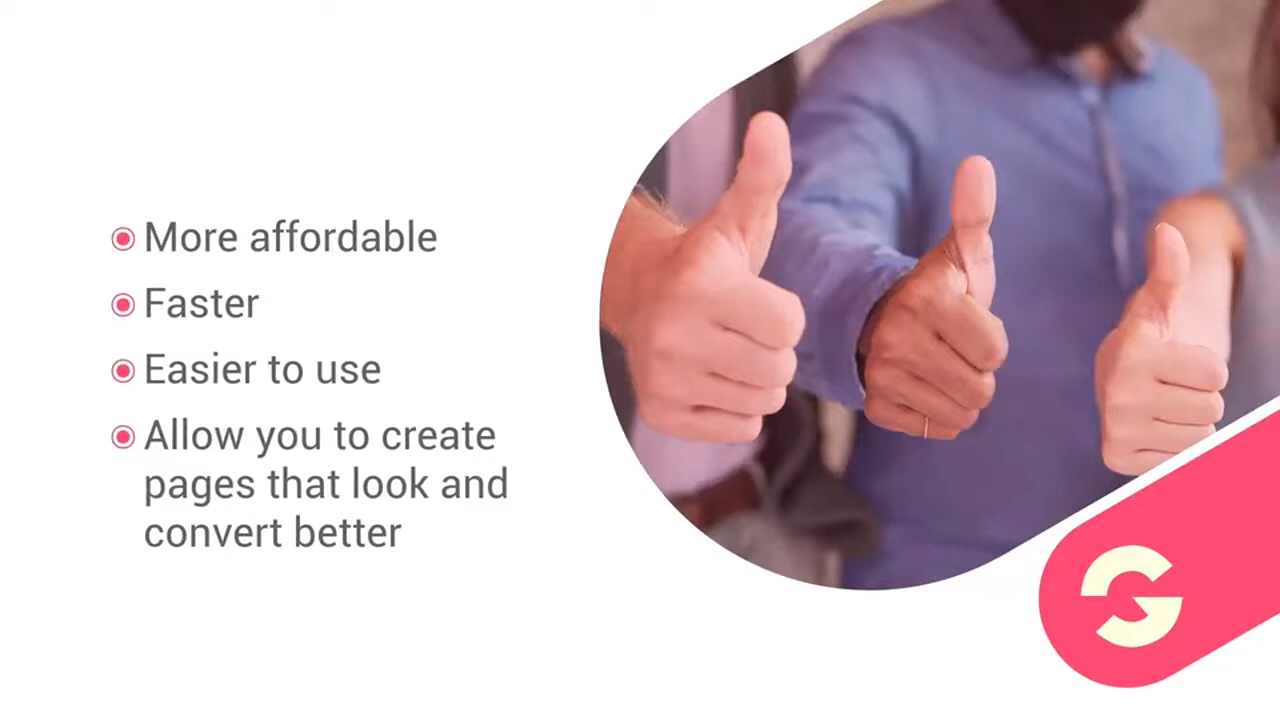 More affordable
Faster
Easier to use
Allow you to create
pages that look and
convert better